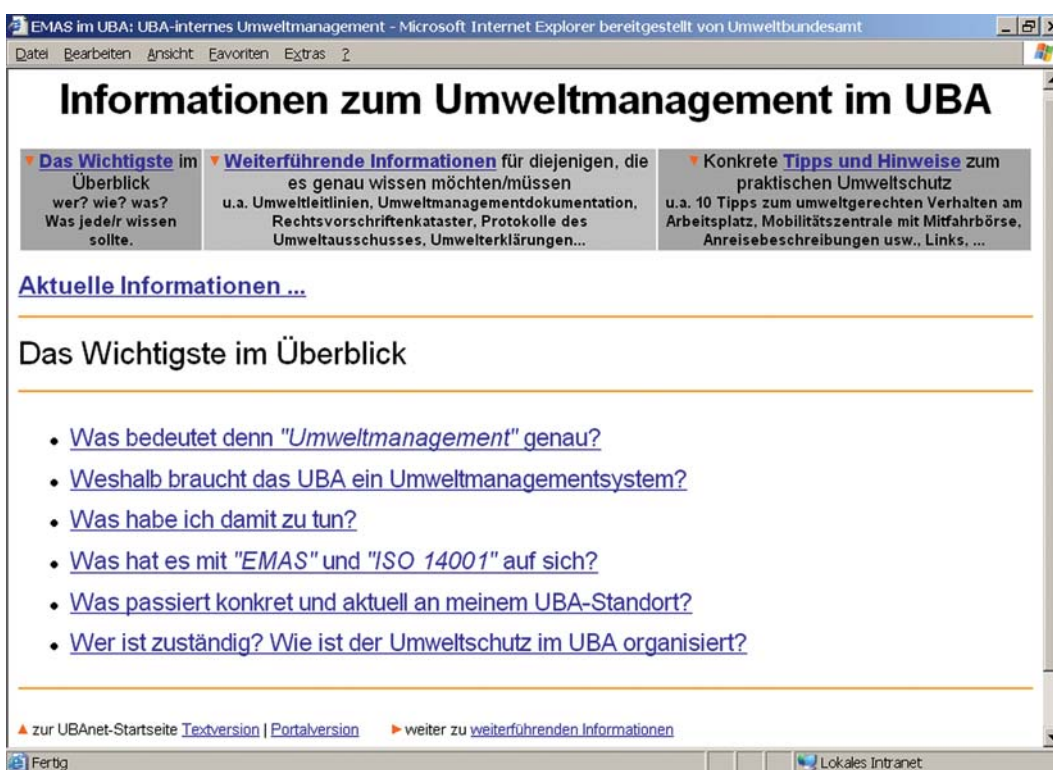 EMAS im UBA: UBA-internes Umweltmanagement - Microsoft Internet Explorer bereitgestellt von Umweltbundesamt
Datei Bearbeiten Ansicht Favoriten Extras ?
Informationen zum Umweltmanagement im UBA
Das Wichtigste im
Überblick
wer? wie? was?
Was jede/r wissen
sollte.
Weiterführende Informationen für diejenigen, die
es genau wissen möchten/müssen
u.a. Umweltleitlinien, Umweltmanagementdokumentation,
Rechtsvorschriftenkataster, Protokolle des
Umweltausschusses, Umwelterklärungen...
Konkrete Tipps und Hinweise zum
praktischen Umweltschutz
u.a. 10 Tipps zum umweltgerechten Verhalten am
Arbeitsplatz, Mobilitätszentrale mit Mitfahrbörse,
Anreisebeschreibungen usw., Links, ...
Aktuelle Informationen ...
Das Wichtigste im Überblick
• Was bedeutet denn "Umweltmanagement" genau?
• Weshalb braucht das UBA ein Umweltmanagementsystem?
• Was habe ich damit zu tun?
• Was hat es mit "EMAS" und "ISO 14001" auf sich?
• Was passiert konkret und aktuell an meinem UBA-Standort?
• Wer ist zuständig? Wie ist der Umweltschutz im UBA organisiert?
zur UBAnet-Startseite Textversion | Portalversion weiter zu weiterführenden Informationen
Fertig Lokales Intranet